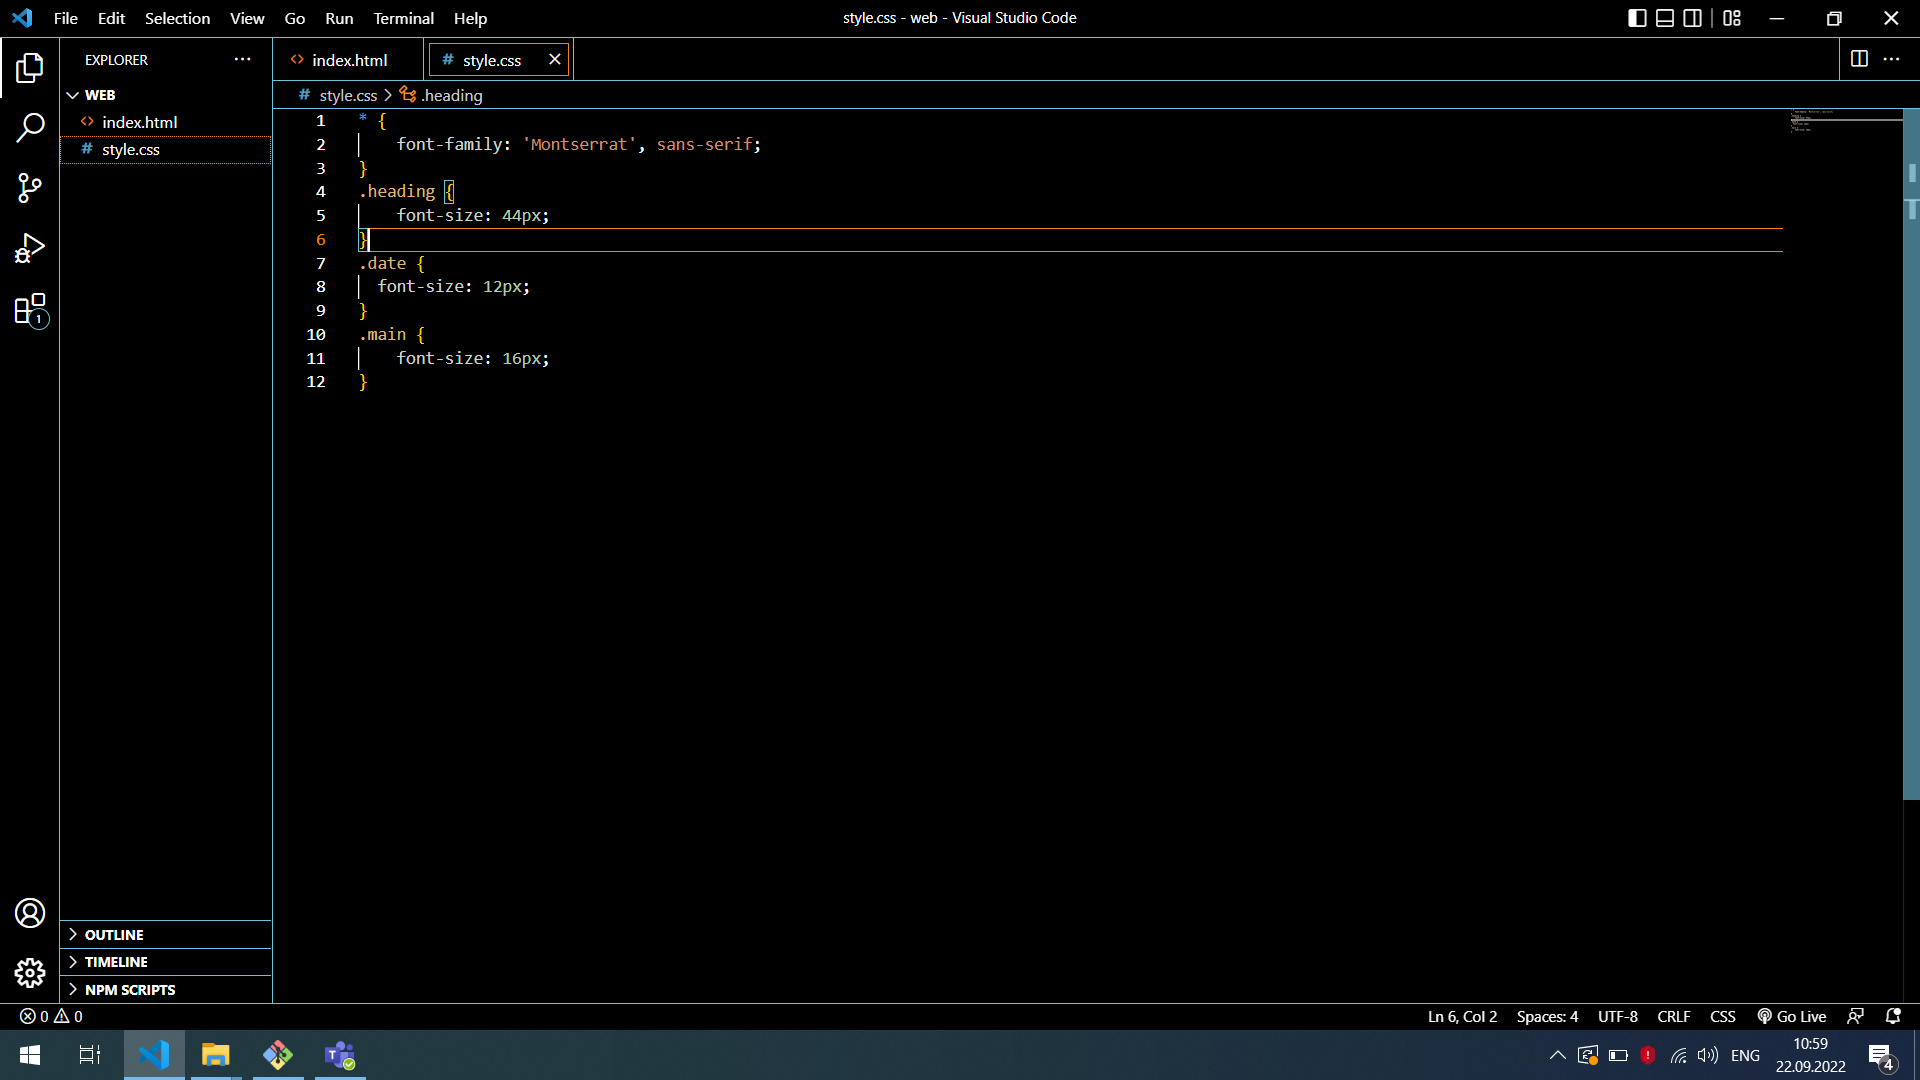 File Edit Selection View Go Run Terminal Help
style.css - web - Visual Studio Code
EXPLORER
WEB
index.html
style.css
OUTLINE
TIMELINE
NPM SCRIPTS
1
index.html
# style.css
# style.css > .heading
1 * {
2 font-family: 'Montserrat', sans-serif;
3 }
4 .heading {
5 font-size: 44px;
6 }
7 .date {
8 font-size: 12px;
9 }
10 .main {
11 font-size: 16px;
12 }
0 0
Ln 6, Col 2 Spaces: 4 UTF-8 CRLF CSS Go Live
ENG
10:59
22.09.2022
4